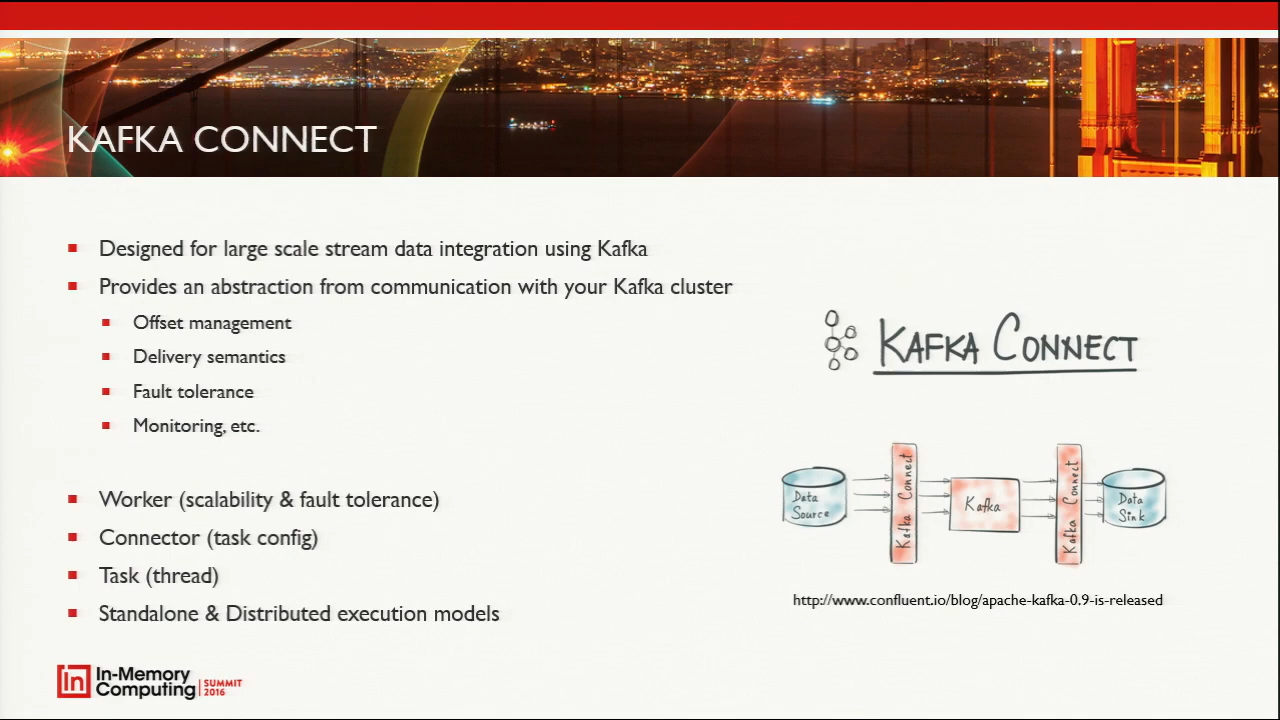 KAFKA CONNECT
Designed for large scale stream data integration using Kafka
Provides an abstraction from communication with your Kafka cluster
Offset management
Delivery semantics
Fault tolerance
Monitoring, etc.
Worker (scalability & fault tolerance)
Connector (task config)
Task (thread)
Standalone & Distributed execution models
KAFKA CONNECT
Data
Source
Kafka Connect
Kafka
Kafka Connect
Data
Sink
http://www.confluent.io/blog/apache-kafka-0.9-is-released
in
In-Memory
Computing
SUMMIT
2016